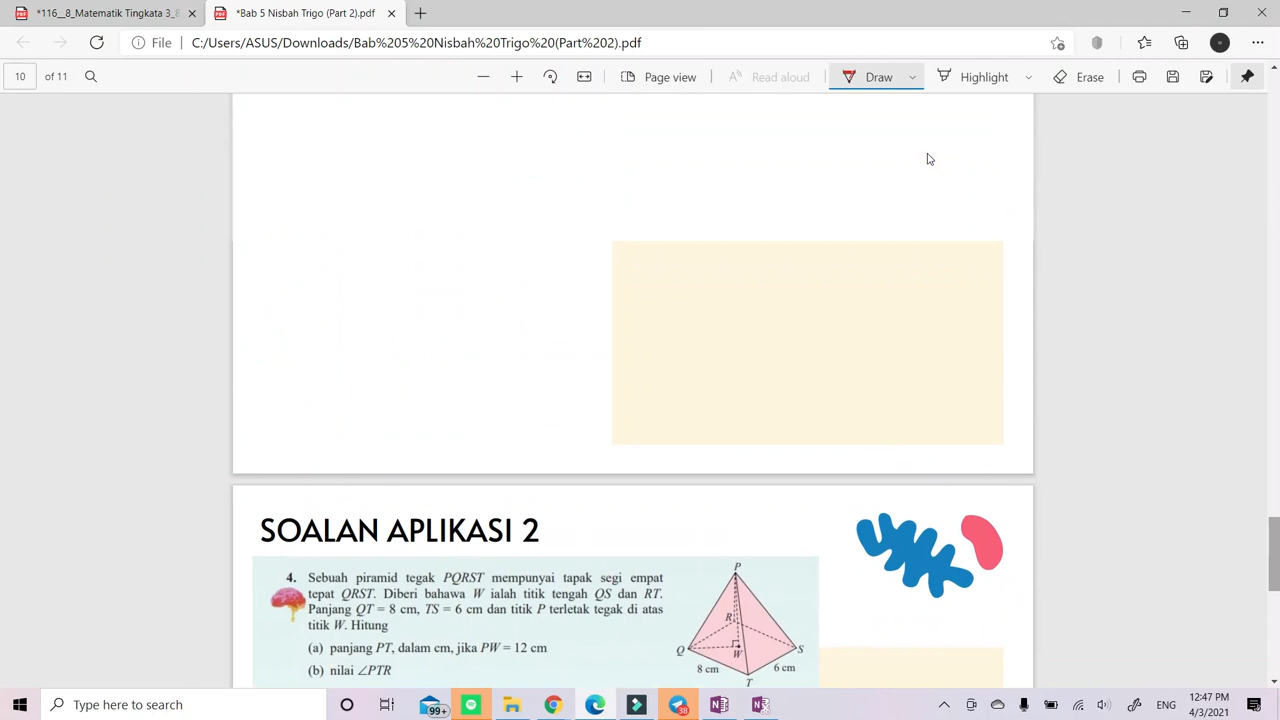 *116__8_Matematik Tingkata 3_8
*Bab 5 Nisbah Trigo (Part 2).pdf
File
C:/Users/ASUS/Downloads/Bab%205%20Nisbah%20Trigo%20(Part%202).pdf
10 of 11
Page view
Read aloud
Draw
Highlight
Erase
SOALAN APLIKASI 2
4. Sebuah piramid tegak PQRST mempunyai tapak segi empat
tepat QRST. Diberi bahawa W ialah titik tengah QS dan RT.
Panjang QT = 8 cm, TS = 6 cm dan titik P terletak tegak di atas
titik W. Hitung
(a) panjang PT, dalam cm, jika PW = 12 cm
(b) nilai ∠PTR
P
R
Q
W
S
8 cm
6 cm
T
Type here to search
99+
38
ENG
12:47 PM
4/3/2021